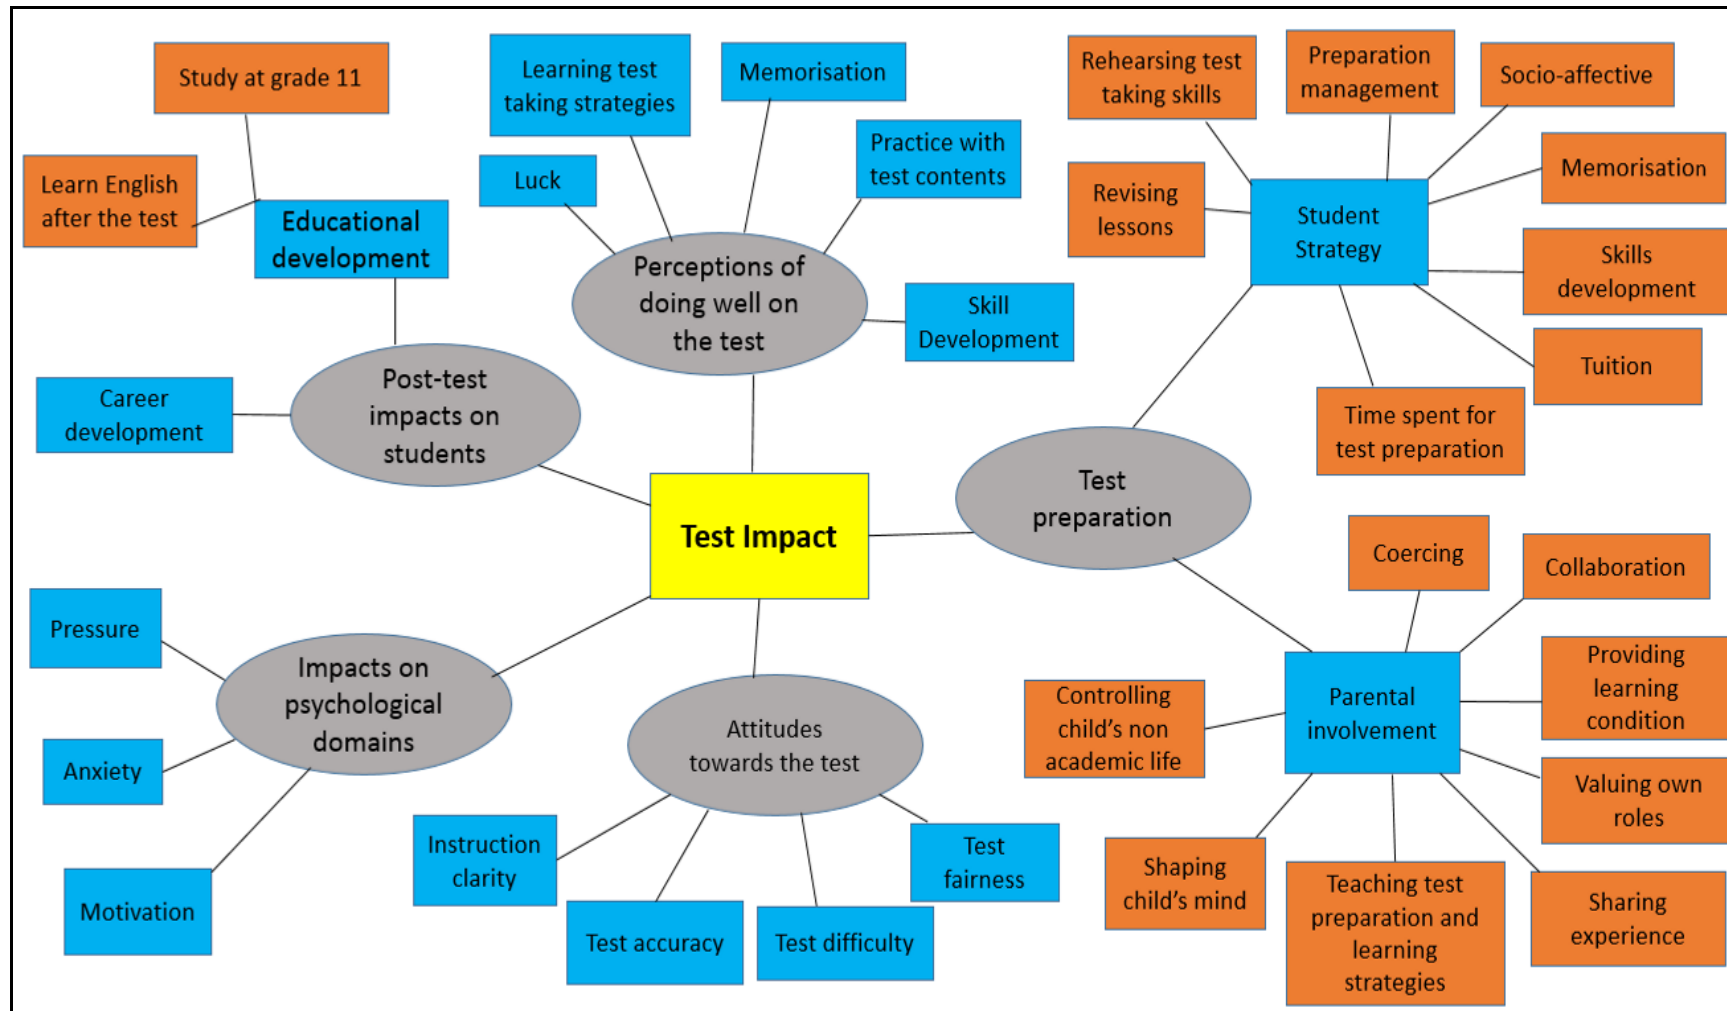 Study at grade 11
Learn English
after the test
Educational
development
Career
development
Post-test
impacts on
students
Learning test
taking strategies
Memorisation
Luck
Practice with
test contents
Perceptions of
doing well on
the test
Skill
Development
Rehearsing test
taking skills
Preparation
management
Socio-affective
Revising
lessons
Student
Strategy
Memorisation
Skills
development
Tuition
Time spent for
test preparation
Test
preparation
Test Impact
Coercing
Collaboration
Providing
learning
condition
Controlling
child’s non
academic life
Parental
involvement
Valuing own
roles
Shaping
child’s mind
Teaching test
preparation and
learning
strategies
Sharing
experience
Pressure
Anxiety
Motivation
Impacts on
psychological
domains
Attitudes
towards the test
Instruction
clarity
Test accuracy
Test difficulty
Test
fairness